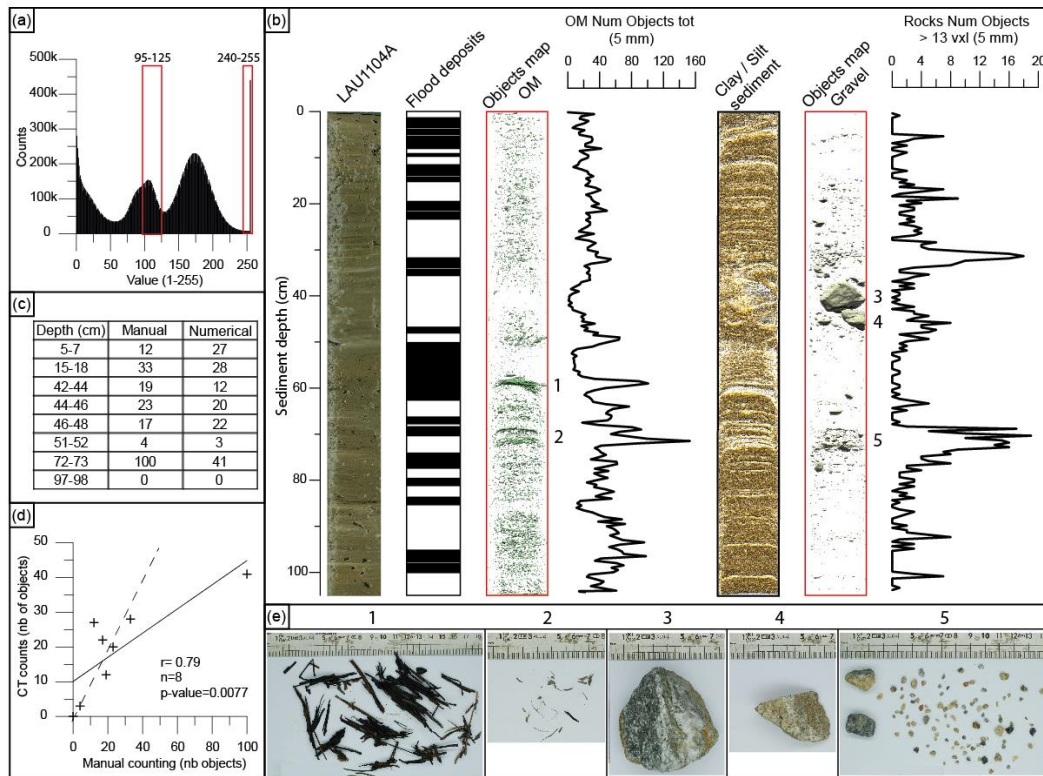 (a)
500k
400k
300k
200k
100k
0
Counts
95-125
240-255
0 50 100 150 200 250
Value (1-255)
(b)
LAU1104A
Flood deposits
Objects map
OM
OM Num Objects tot
(5 mm)
0 40 80 120 160
Clay / Silt
sediment
Objects map
Gravel
Rocks Num Objects
> 13 vxl (5 mm)
0 4 8 12 16 20
Sediment depth (cm)
0
20
40
60
80
100
1
2
3
4
5
(c)
Depth (cm) Manual Numerical
5-7 12 27
15-18 33 28
42-44 19 12
44-46 23 20
46-48 17 22
51-52 4 3
72-73 100 41
97-98 0 0
(d)
CT counts (nb of objects)
50
40
30
20
10
0
r= 0.79
n=8
p-value=0.0077
0 20 40 60 80 100
Manual counting (nb objects)
(e)
1 2 3 4 5